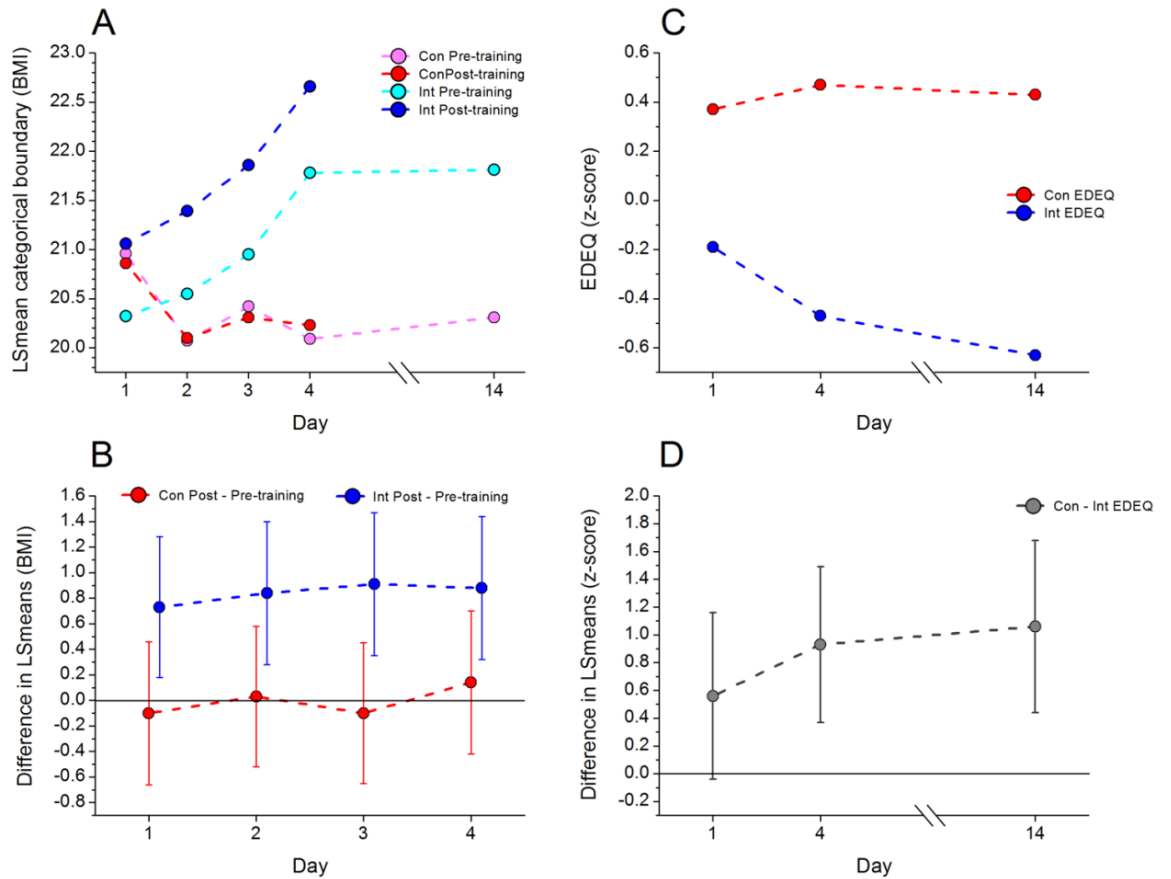 A
LSmean categorical boundary (BMI)
23.0
22.5
22.0
21.5
21.0
20.5
20.0
Con Pre-training
ConPost-training
Int Pre-training
Int Post-training
1
2
3
4
14
Day
C
EDEQ (z-score)
0.6
0.4
0.2
0.0
-0.2
-0.4
-0.6
Con EDEQ
Int EDEQ
1
4
14
Day
B
Difference in LSmeans (BMI)
1.6
1.4
1.2
1.0
0.8
0.6
0.4
0.2
0.0
-0.2
-0.4
-0.6
-0.8
Con Post - Pre-training
Int Post - Pre-training
1
2
3
4
Day
D
Difference in LSmeans (z-score)
2.0
1.8
1.6
1.4
1.2
1.0
0.8
0.6
0.4
0.2
0.0
-0.2
Con - Int EDEQ
1
4
14
Day